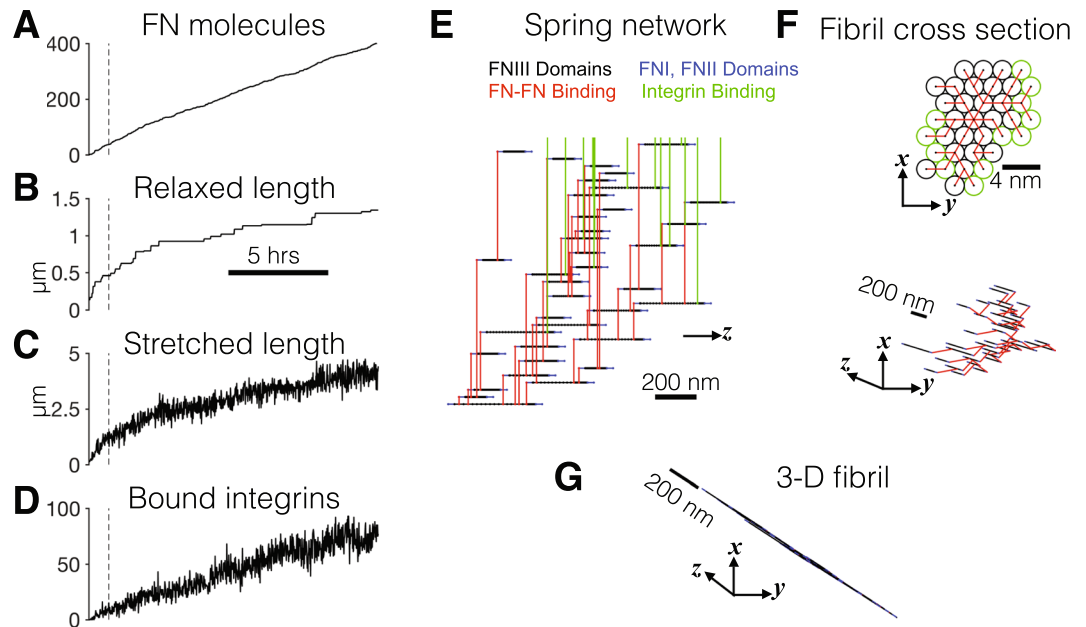 A
FN molecules
400
200
0
B
Relaxed length
1.5
1
0.5
0
μm
5 hrs
C
Stretched length
5
2.5
0
μm
D
Bound integrins
100
50
0
E
Spring network
FNIII Domains
FNI, FNII Domains
FN-FN Binding
Integrin Binding
z
200 nm
F
Fibril cross section
x
y
4 nm
200 nm
x
z
y
G
3-D fibril
200 nm
x
z
y